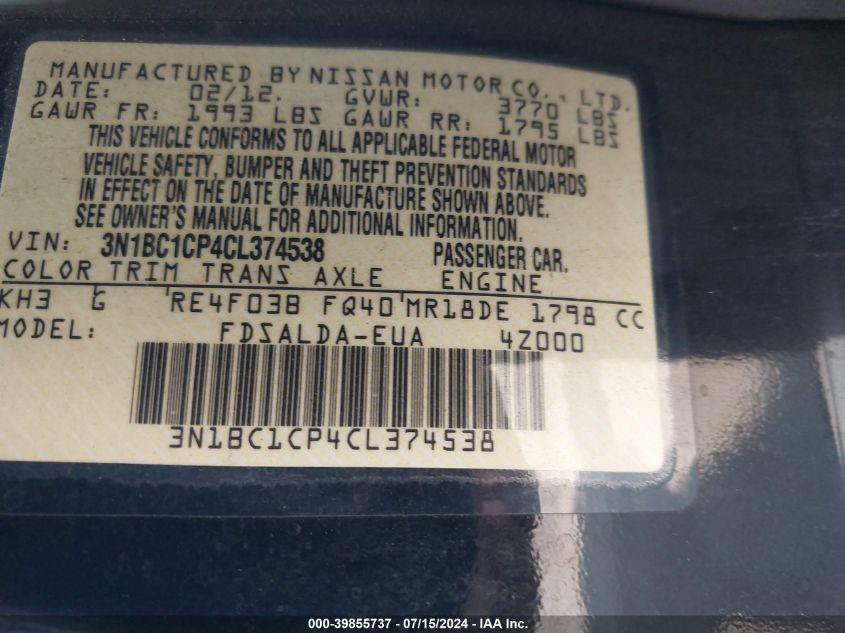 MANUFACTURED BY NISSAN MOTOR CO., LTD.
DATE: 02/12. GVWR: 3770 LBS
GAWR FR: 1993 LBS GAWR RR: 1795 LBS
THIS VEHICLE CONFORMS TO ALL APPLICABLE FEDERAL MOTOR
VEHICLE SAFETY, BUMPER AND THEFT PREVENTION STANDARDS
IN EFFECT ON THE DATE OF MANUFACTURE SHOWN ABOVE.
SEE OWNER'S MANUAL FOR ADDITIONAL INFORMATION.
VIN: 3N1BC1CP4CL374538 PASSENGER CAR.
COLOR TRIM TRANS AXLE ENGINE
KH3 G RE4F03B FQ40 MR18DE 1798 CC
MODEL: FDSALDA-EUA 4Z000
3N1BC1CP4CL374538
000-39855737 - 07/15/2024 - IAA Inc.